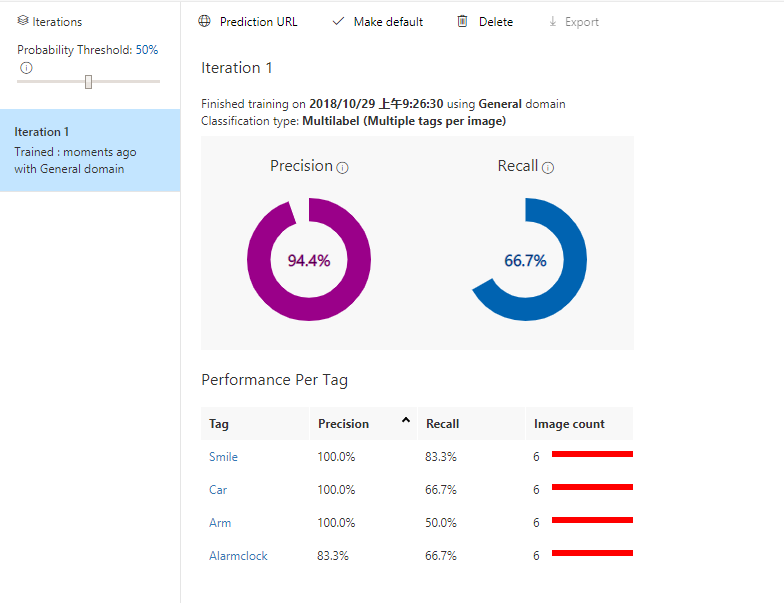 Iterations
Probability Threshold: 50%
Iteration 1
Trained : moments ago
with General domain
Prediction URL
Make default
Delete
Export
Iteration 1
Finished training on 2018/10/29 上午9:26:30 using General domain
Classification type: Multilabel (Multiple tags per image)
Precision
Recall
94.4%
66.7%
Performance Per Tag
Tag Precision Recall Image count
Smile 100.0% 83.3% 6
Car 100.0% 66.7% 6
Arm 100.0% 50.0% 6
Alarmclock 83.3% 66.7% 6